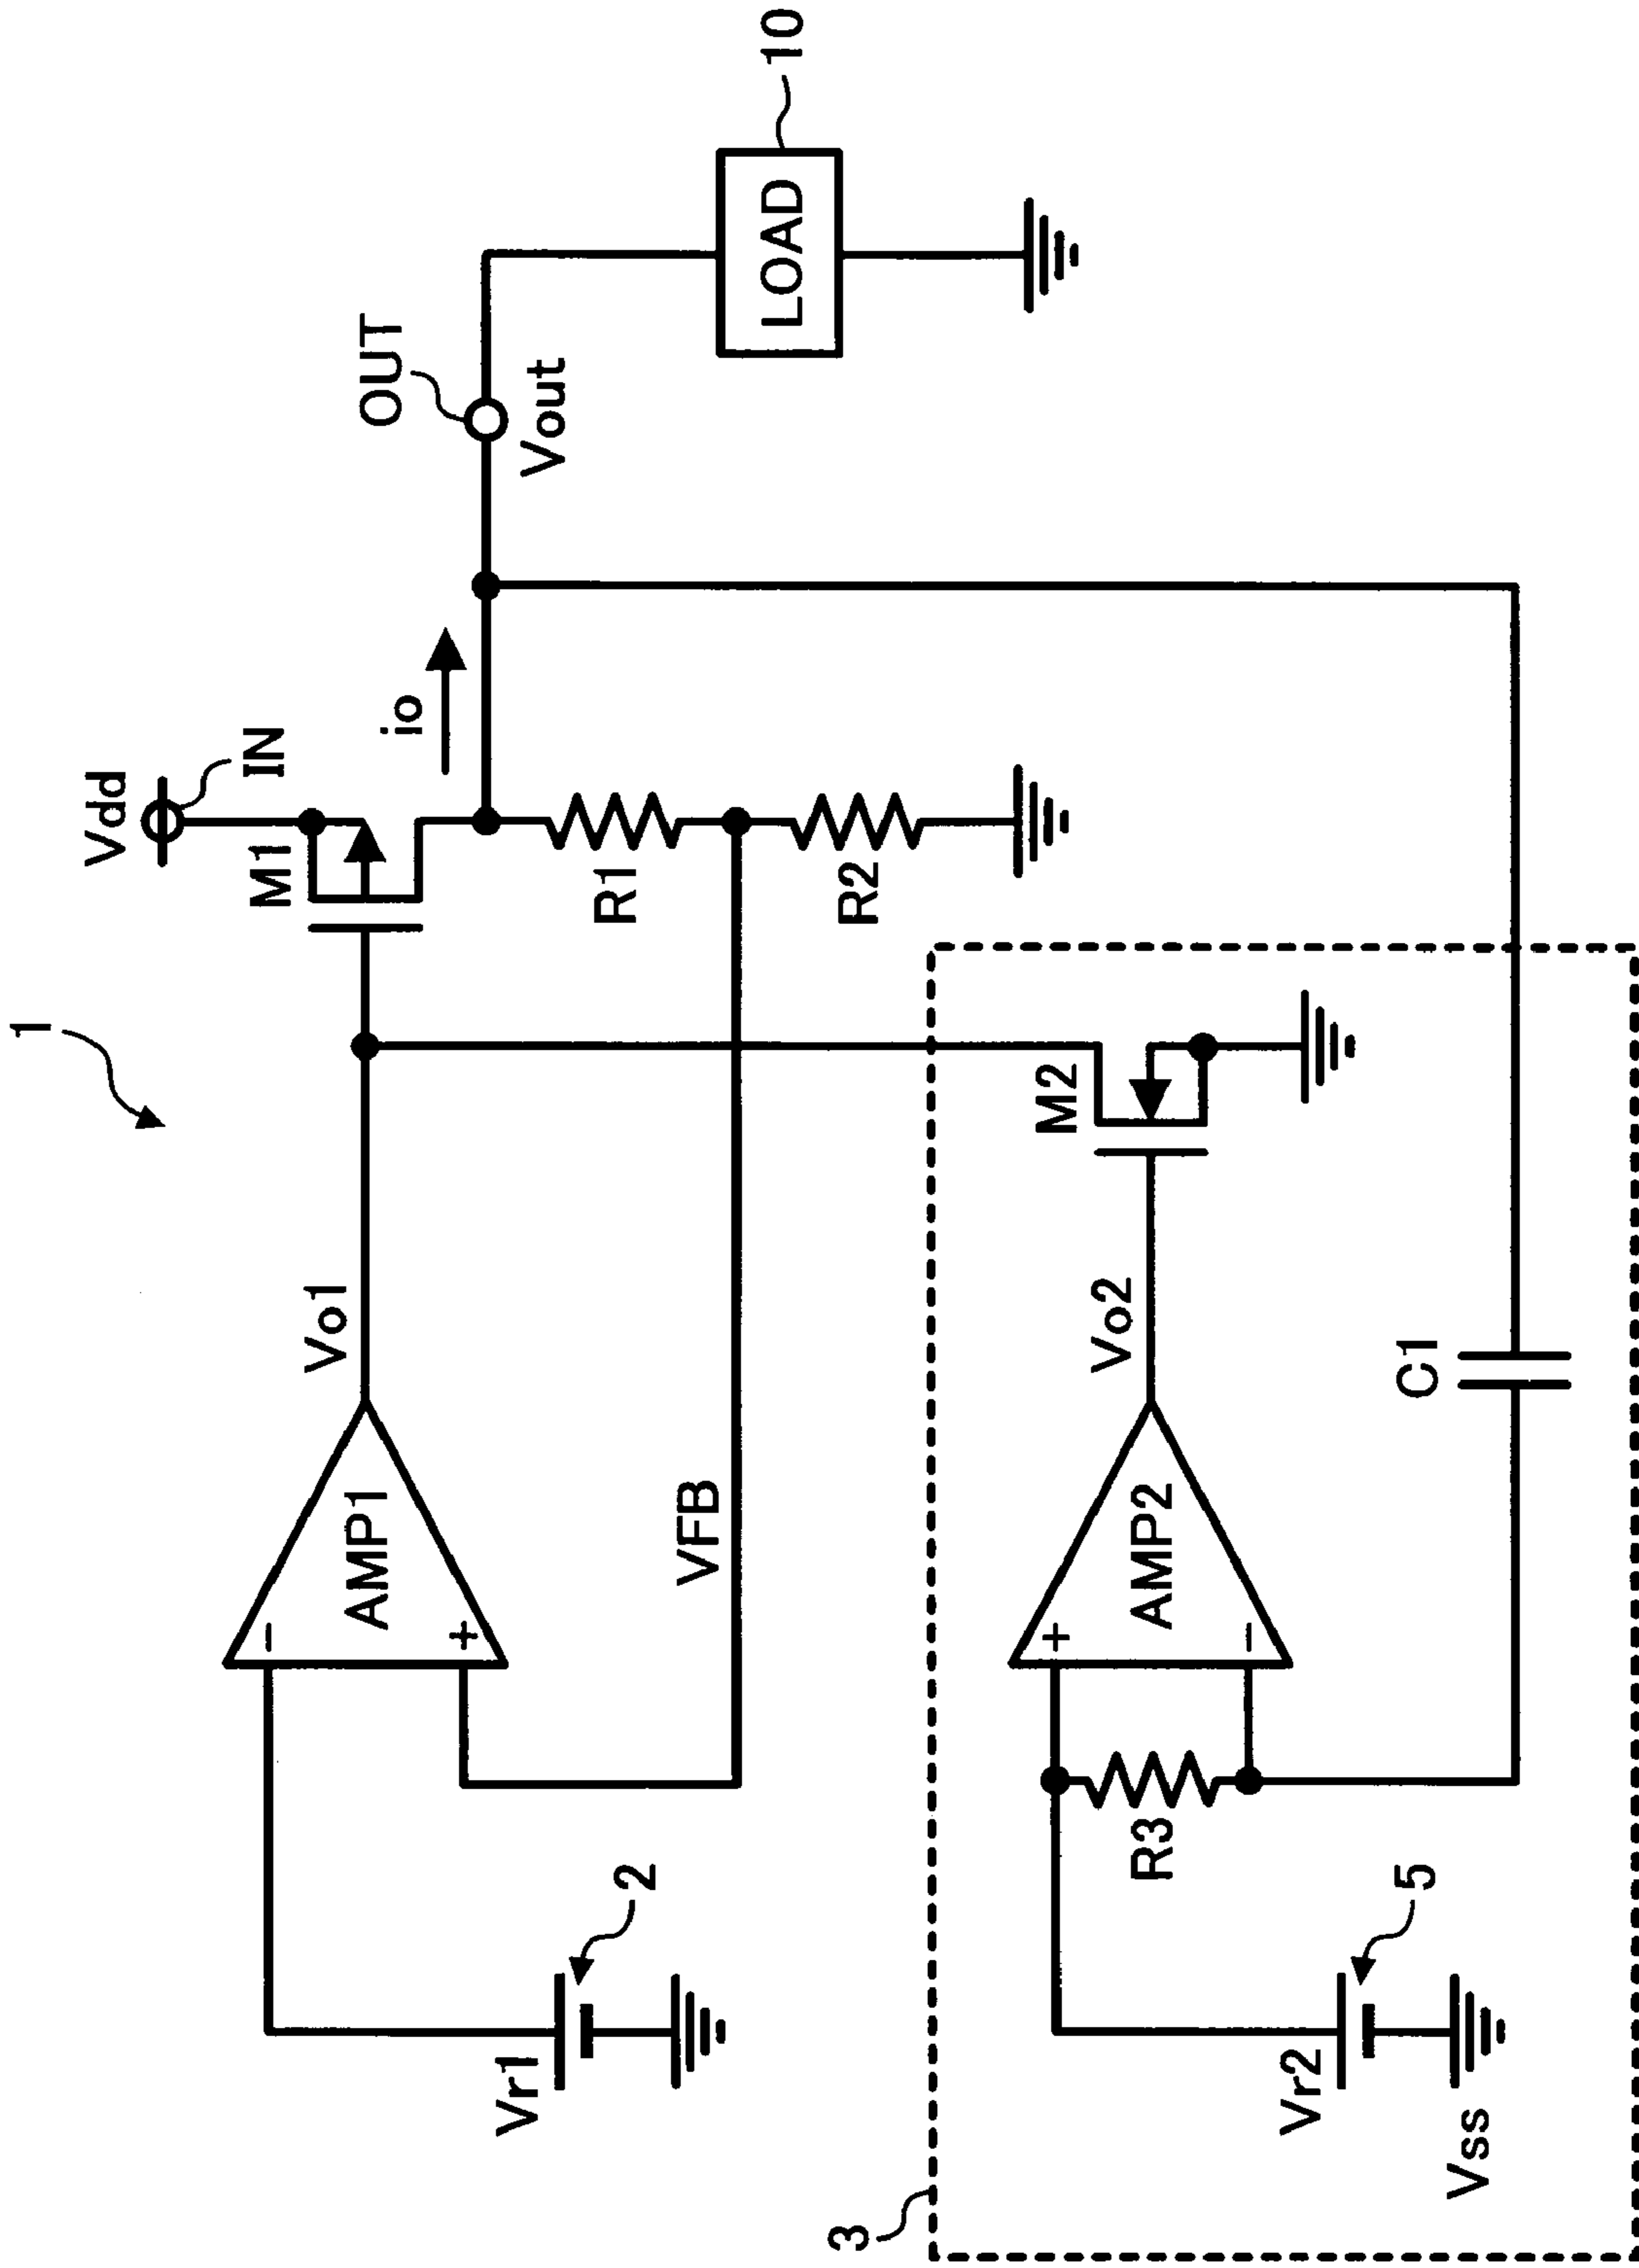 1
Vdd
IN
M1
io
OUT
Vout
10
LOAD
R1
R2
Vo1
AMP1
-
+
VFB
2
Vr1
3
M2
Vo2
AMP2
+
-
R3
C1
5
Vr2
Vss